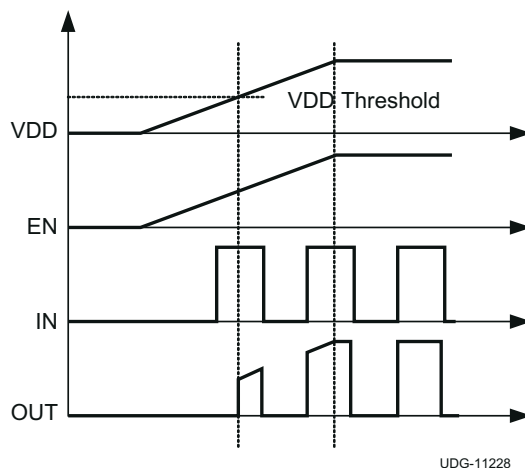 VDD Threshold
VDD
EN
IN
OUT
UDG-11228